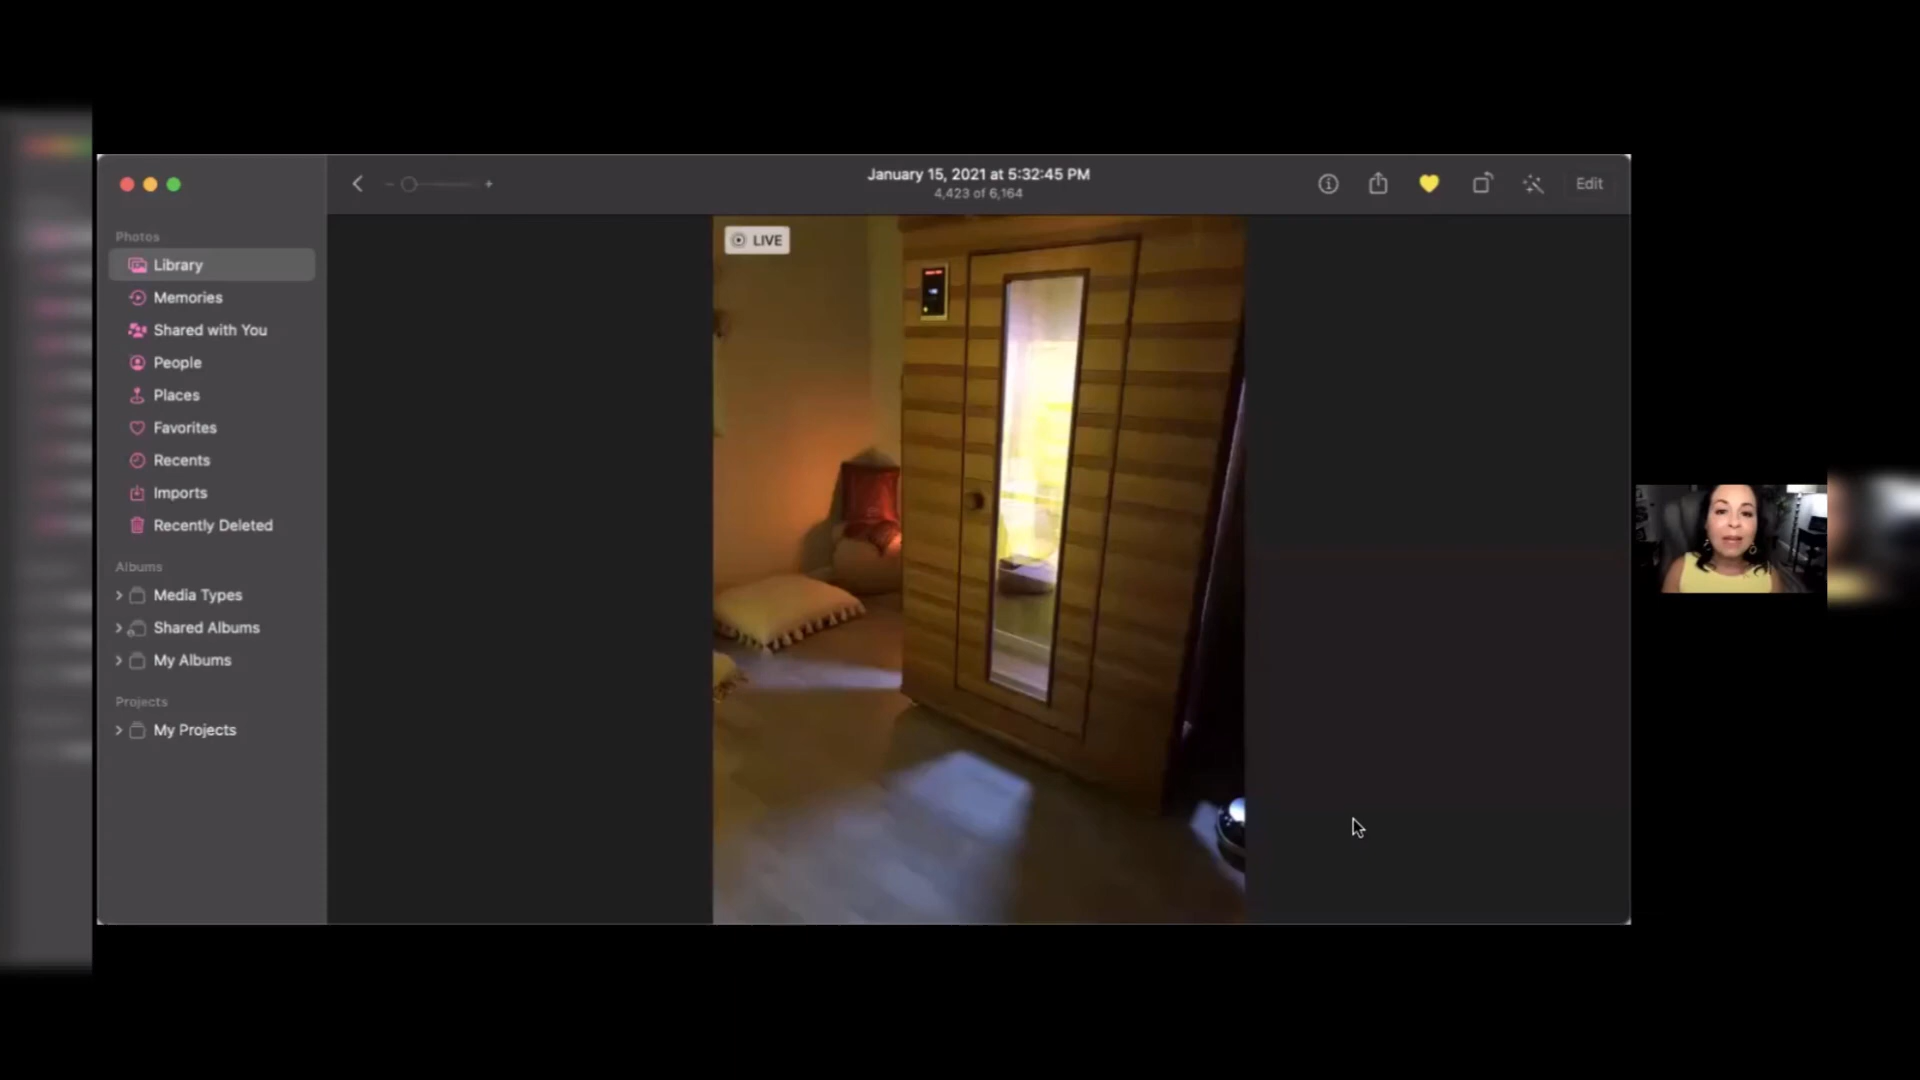 January 15, 2021 at 5:32:45 PM
4,423 of 6,164
Edit
Photos
Library
Memories
Shared with You
People
Places
Favorites
Recents
Imports
Recently Deleted
Albums
Media Types
Shared Albums
My Albums
Projects
My Projects
LIVE